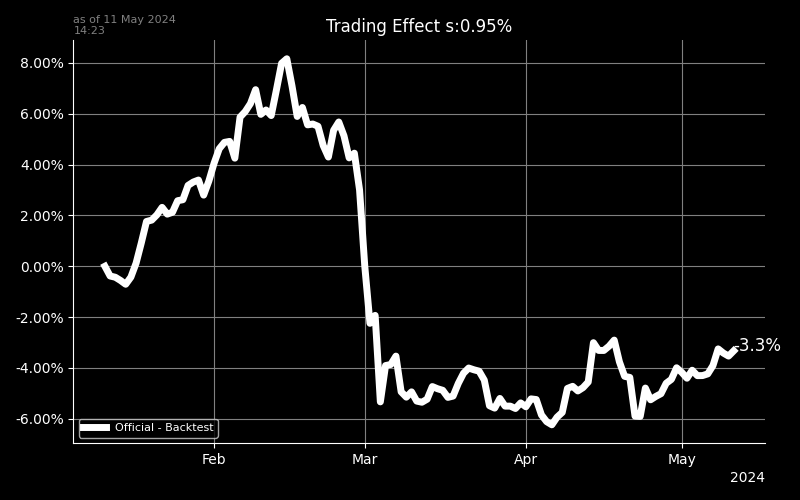 as of 11 May 2024
14:23
Trading Effect s:0.95%
8.00%
6.00%
4.00%
2.00%
0.00%
-2.00%
-4.00%
-6.00%
-3.3%
Official - Backtest
Feb
Mar
Apr
May
2024